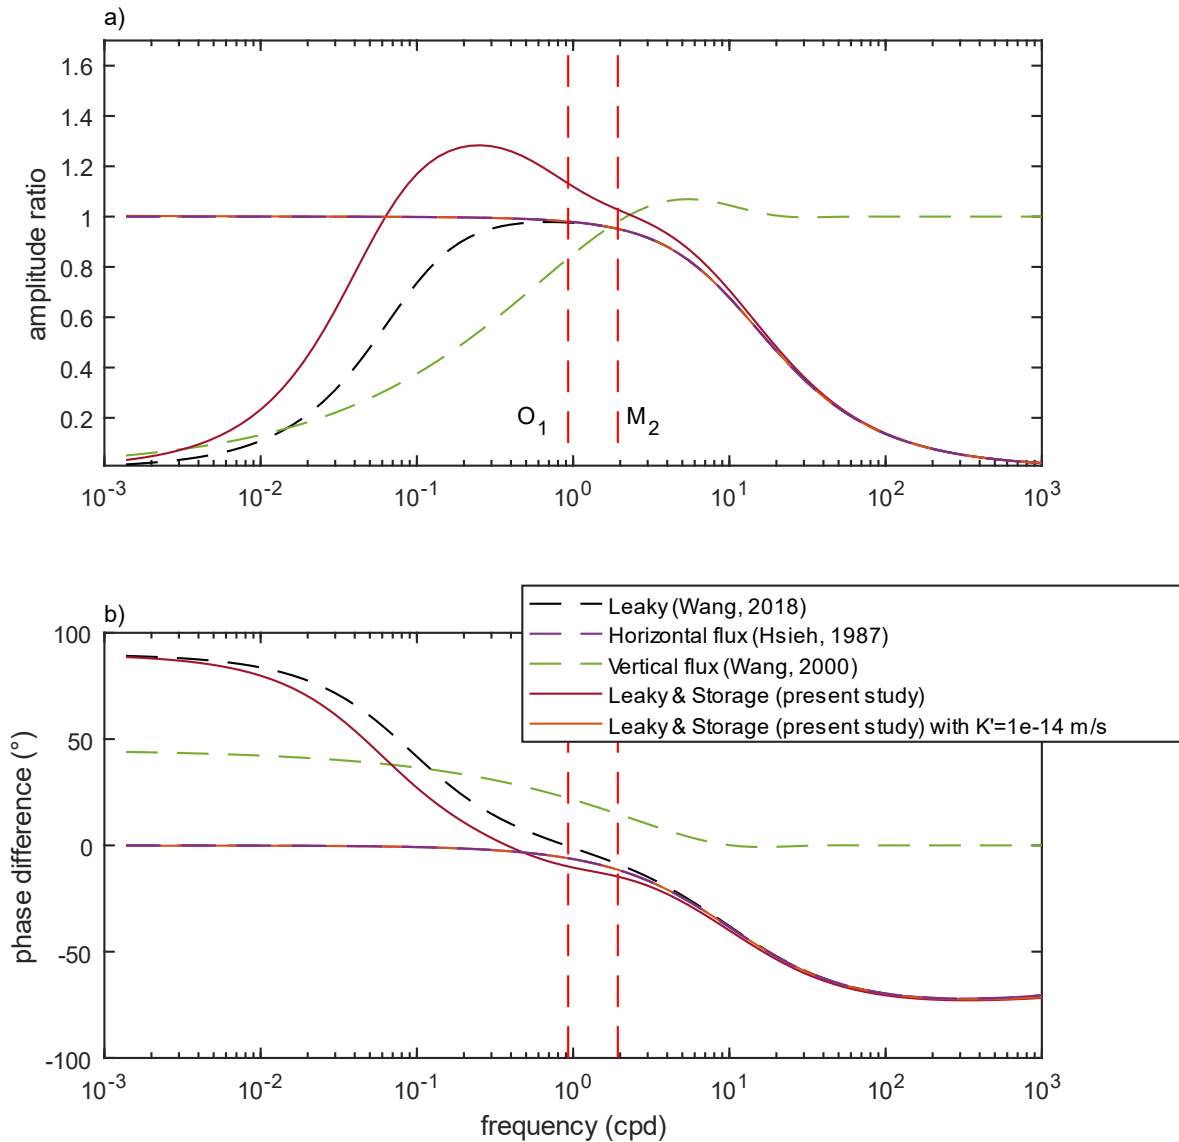 a)
1.6
1.4
1.2
1
0.8
0.6
0.4
0.2
amplitude ratio
O1
M2
10-3
10-2
10-1
100
101
102
103
b)
Leaky (Wang, 2018)
Horizontal flux (Hsieh, 1987)
Vertical flux (Wang, 2000)
Leaky & Storage (present study)
Leaky & Storage (present study) with K'=1e-14 m/s
100
50
0
-50
-100
phase difference (°)
10-3
10-2
10-1
100
101
102
103
frequency (cpd)